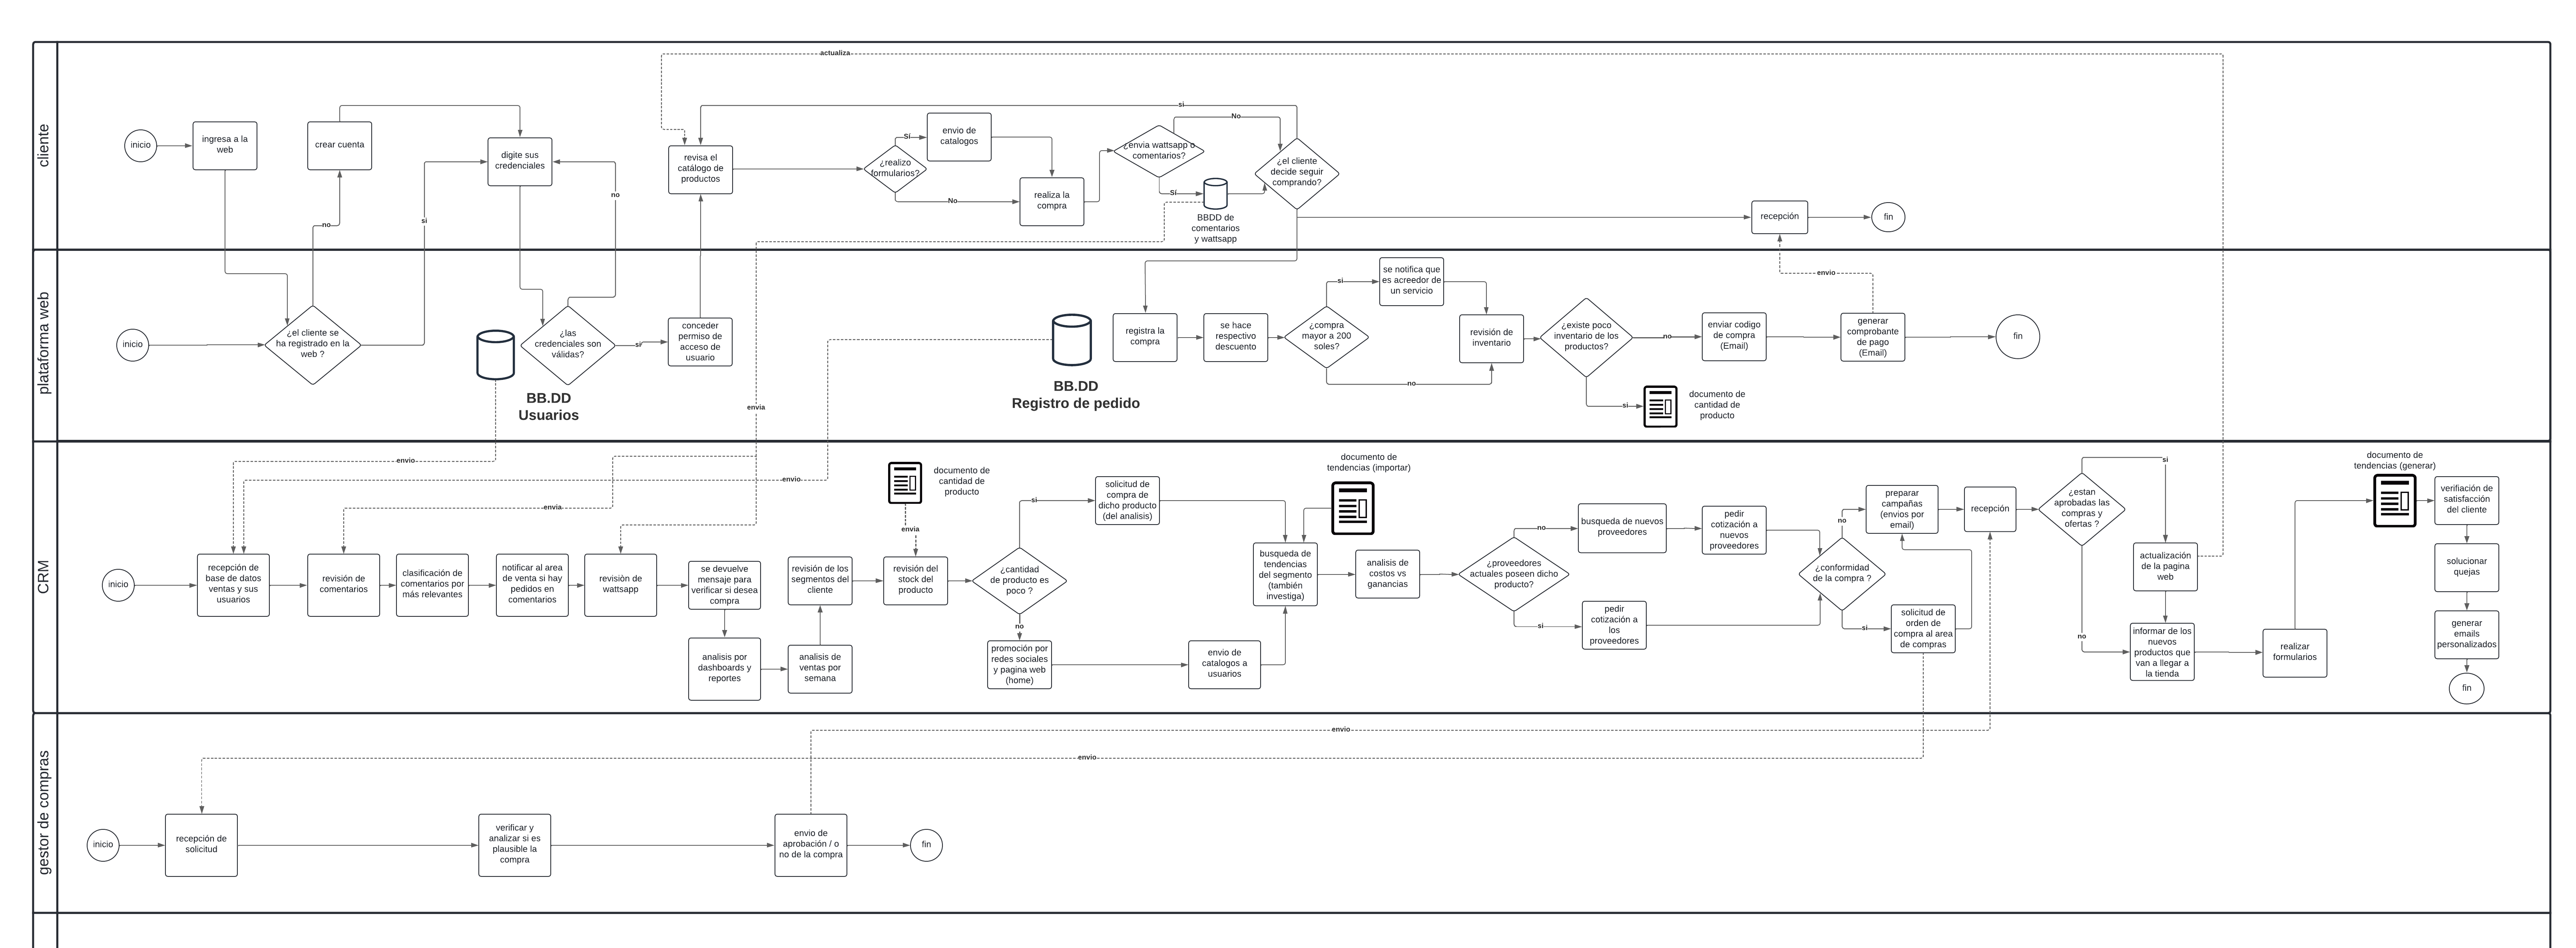 cliente
actualiza
inicio
ingresa a la
web
crear cuenta
no
si
digite sus
credenciales
no
revisa el
catálogo de
productos
¿realizo
formularios?
Sí
No
envio de
catalogos
realiza la
compra
¿envia wattsapp o
comentarios?
No
Sí
BBDD de
comentarios
y wattsapp
si
¿el cliente
decide seguir
comprando?
recepción
fin
plataforma web
inicio
¿el cliente se
ha registrado en la
web ?
BB.DD
Usuarios
¿las
credenciales son
válidas?
si
conceder
permiso de
acceso de
usuario
envia
BB.DD
Registro de pedido
registra la
compra
se hace
respectivo
descuento
¿compra
mayor a 200
soles?
si
no
se notifica que
es acreedor de
un servicio
revisión de
inventario
¿existe poco
inventario de los
productos?
no
si
documento de
cantidad de
producto
enviar codigo
de compra
(Email)
generar
comprobante
de pago
(Email)
envio
fin
CRM
envio
envio
envia
inicio
recepción de
base de datos
ventas y sus
usuarios
revisión de
comentarios
clasificación de
comentarios por
más relevantes
notificar al area
de venta si hay
pedidos en
comentarios
revisiòn de
wattsapp
se devuelve
mensaje para
verificar si desea
compra
analisis por
dashboards y
reportes
analisis de
ventas por
semana
revisión de los
segmentos del
cliente
documento de
cantidad de
producto
envia
revisión del
stock del
producto
¿cantidad
de producto es
poco ?
si
no
solicitud de
compra de
dicho producto
(del analisis)
promoción por
redes sociales
y pagina web
(home)
envio de
catalogos a
usuarios
documento de
tendencias (importar)
busqueda de
tendencias
del segmento
(también
investiga)
analisis de
costos vs
ganancias
¿proveedores
actuales poseen dicho
producto?
no
si
busqueda de nuevos
proveedores
pedir
cotización a
nuevos
proveedores
pedir
cotización a
los
proveedores
¿conformidad
de la compra ?
no
si
preparar
campañas
(envios por
email)
solicitud de
orden de
compra al area
de compras
recepción
¿estan
aprobadas las
compras y
ofertas ?
si
no
actualización
de la pagina
web
informar de los
nuevos
productos que
van a llegar a
la tienda
realizar
formularios
documento de
tendencias (generar)
verifiación de
satisfacción
del cliente
solucionar
quejas
generar
emails
personalizados
fin
gestor de compras
envio
envio
inicio
recepción de
solicitud
verificar y
analizar si es
plausible la
compra
envio de
aprobación / o
no de la compra
fin